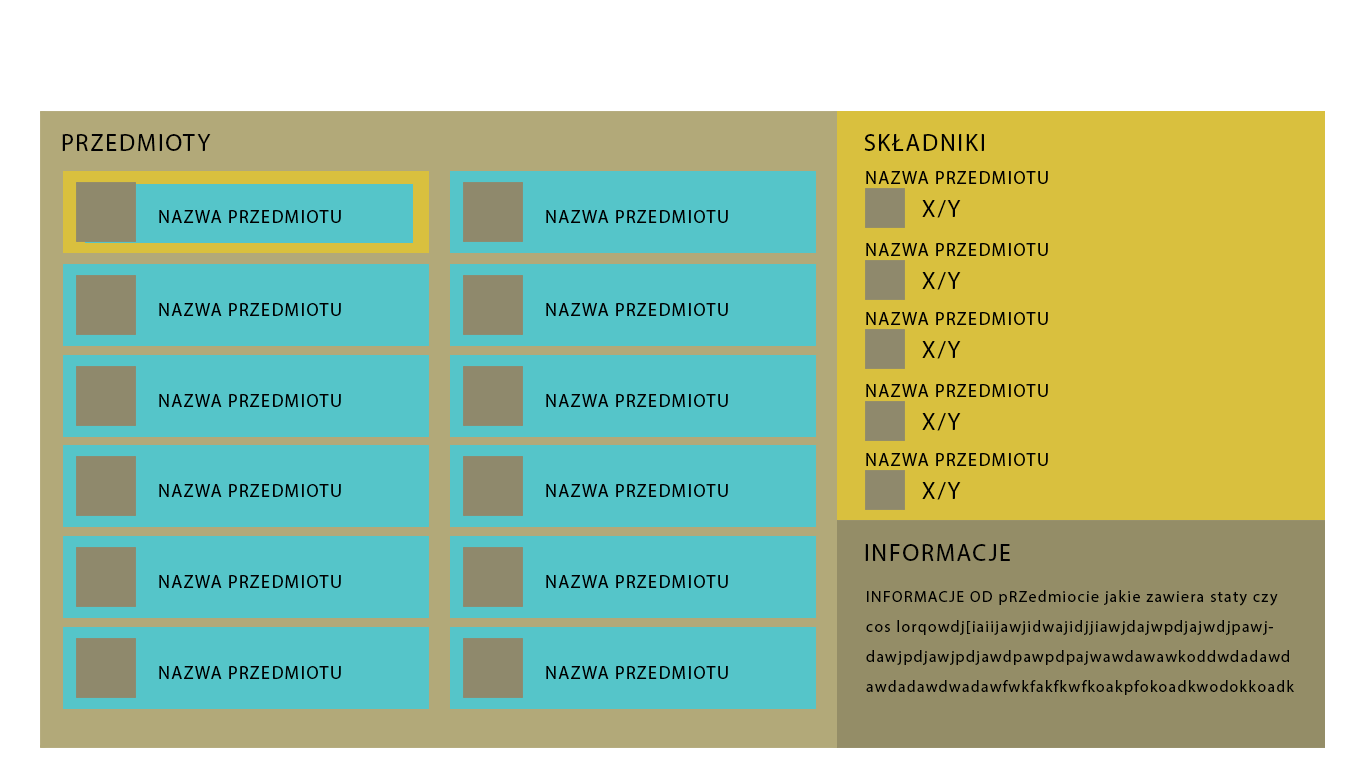 PRZEDMIOTY
NAZWA PRZEDMIOTU
NAZWA PRZEDMIOTU
NAZWA PRZEDMIOTU
NAZWA PRZEDMIOTU
NAZWA PRZEDMIOTU
NAZWA PRZEDMIOTU
NAZWA PRZEDMIOTU
NAZWA PRZEDMIOTU
NAZWA PRZEDMIOTU
NAZWA PRZEDMIOTU
NAZWA PRZEDMIOTU
NAZWA PRZEDMIOTU
SKŁADNIKI
NAZWA PRZEDMIOTU
X/Y
NAZWA PRZEDMIOTU
X/Y
NAZWA PRZEDMIOTU
X/Y
NAZWA PRZEDMIOTU
X/Y
NAZWA PRZEDMIOTU
X/Y
INFORMACJE
INFORMACJE OD pRZedmiocie jakie zawiera staty czy
cos lorqowdj[iaiijawjidwajidjjiawjdajwpdjajwdjpawj-
dawjpdjawjpdjawdpawpdpajwawdawawkoddwdadawd
awdadawdwadawfwkfakfkwfkoakpfokoadkwodokkoadk